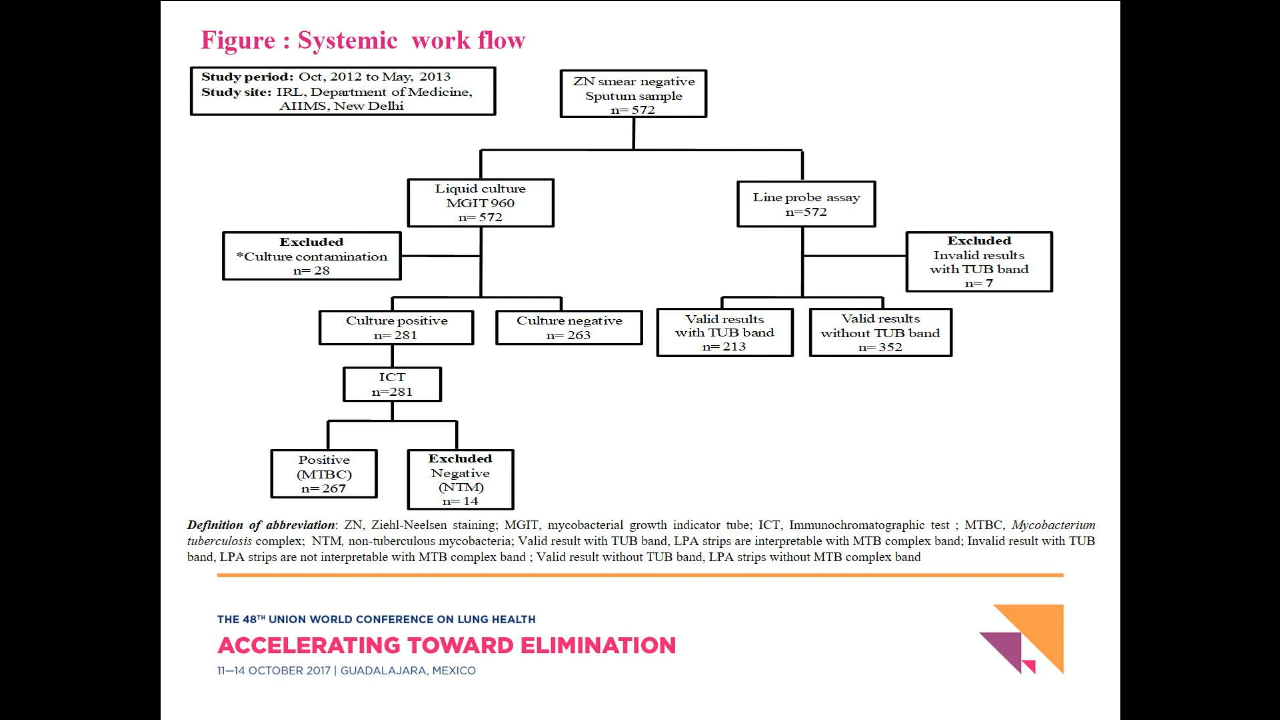 Figure : Systemic work flow
Study period: Oct, 2012 to May, 2013
Study site: IRL, Department of Medicine,
AIIMS, New Delhi
ZN smear negative
Sputum sample
n= 572
Liquid culture
MGIT 960
n= 572
Line probe assay
n=572
Excluded
*Culture contamination
n= 28
Excluded
Invalid results
with TUB band
n= 7
Culture positive
n= 281
Culture negative
n= 263
Valid results
with TUB band
n= 213
Valid results
without TUB band
n= 352
ICT
n=281
Positive
(MTBC)
n= 267
Excluded
Negative
(NTM)
n= 14
Definition of abbreviation: ZN, Ziehl-Neelsen staining; MGIT, mycobacterial growth indicator tube; ICT, Immunochromatographic test ; MTBC, Mycobacterium
tuberculosis complex; NTM, non-tuberculous mycobacteria; Valid result with TUB band, LPA strips are interpretable with MTB complex band; Invalid result with TUB
band, LPA strips are not interpretable with MTB complex band ; Valid result without TUB band, LPA strips without MTB complex band
THE 48TH UNION WORLD CONFERENCE ON LUNG HEALTH
ACCELERATING TOWARD ELIMINATION
11—14 OCTOBER 2017 | GUADALAJARA, MEXICO